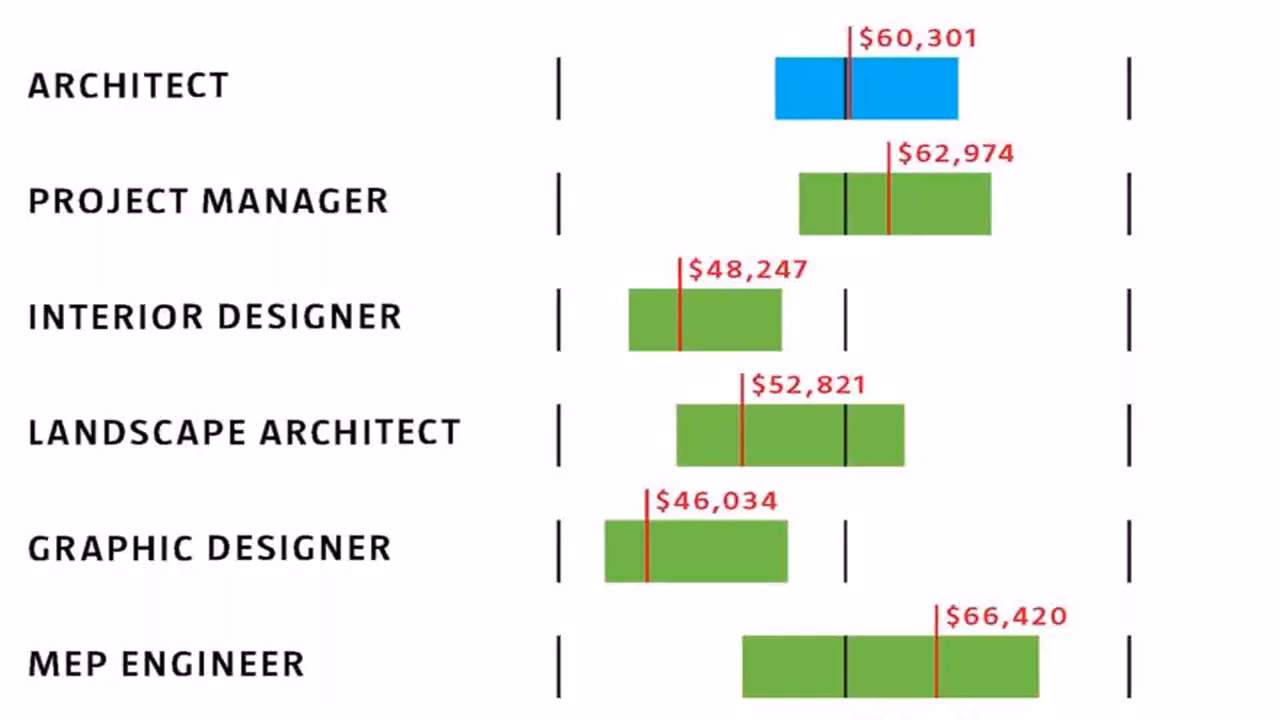 $60,301
ARCHITECT
$62,974
PROJECT MANAGER
$48,247
INTERIOR DESIGNER
$52,821
LANDSCAPE ARCHITECT
$46,034
GRAPHIC DESIGNER
$66,420
MEP ENGINEER